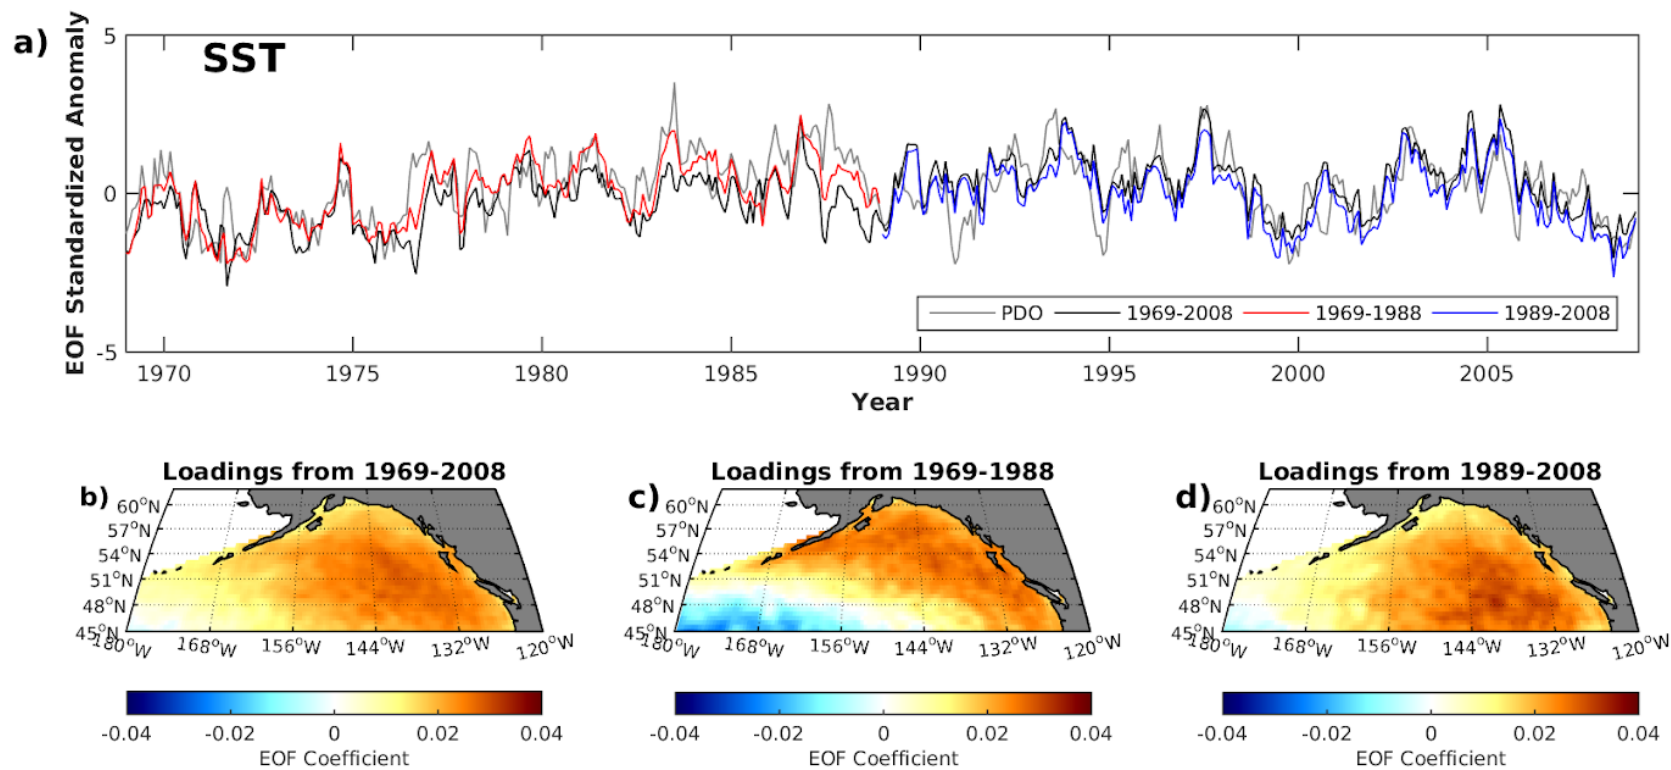 a)
SST
EOF Standardized Anomaly
5
0
-5
PDO 1969-2008 1969-1988 1989-2008
1970 1975 1980 1985 1990 1995 2000 2005
Year
b) Loadings from 1969-2008
60°N
57°N
54°N
51°N
48°N
45°N
180°W 168°W 156°W 144°W 132°W 120°W
-0.04 -0.02 0 0.02 0.04
EOF Coefficient
c) Loadings from 1969-1988
60°N
57°N
54°N
51°N
48°N
45°N
180°W 168°W 156°W 144°W 132°W 120°W
-0.04 -0.02 0 0.02 0.04
EOF Coefficient
d) Loadings from 1989-2008
60°N
57°N
54°N
51°N
48°N
45°N
180°W 168°W 156°W 144°W 132°W 120°W
-0.04 -0.02 0 0.02 0.04
EOF Coefficient